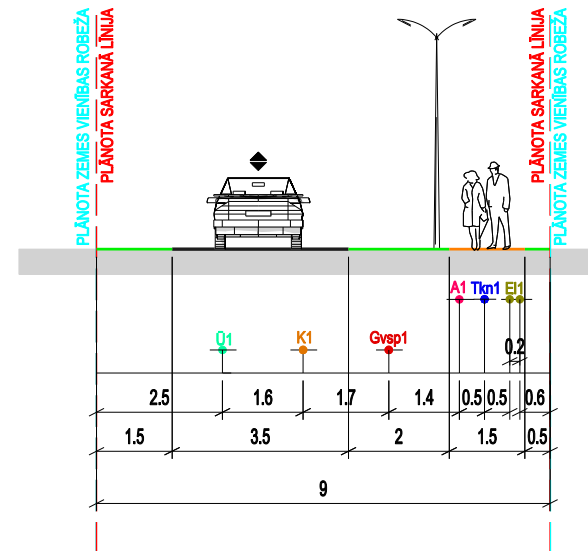 PLĀNOTA ZEMES VIENĪBAS ROBEŽA
PLĀNOTA SARKANĀ LĪNIJA
PLĀNOTA SARKANĀ LĪNIJA
PLĀNOTA ZEMES VIENĪBAS ROBEŽA
A1 Tkn1 El1
Ū1 K1 Gvsp1 0.2
2.5 1.6 1.7 1.4 0.5 0.5 0.6
1.5 3.5 2 1.5 0.5
9